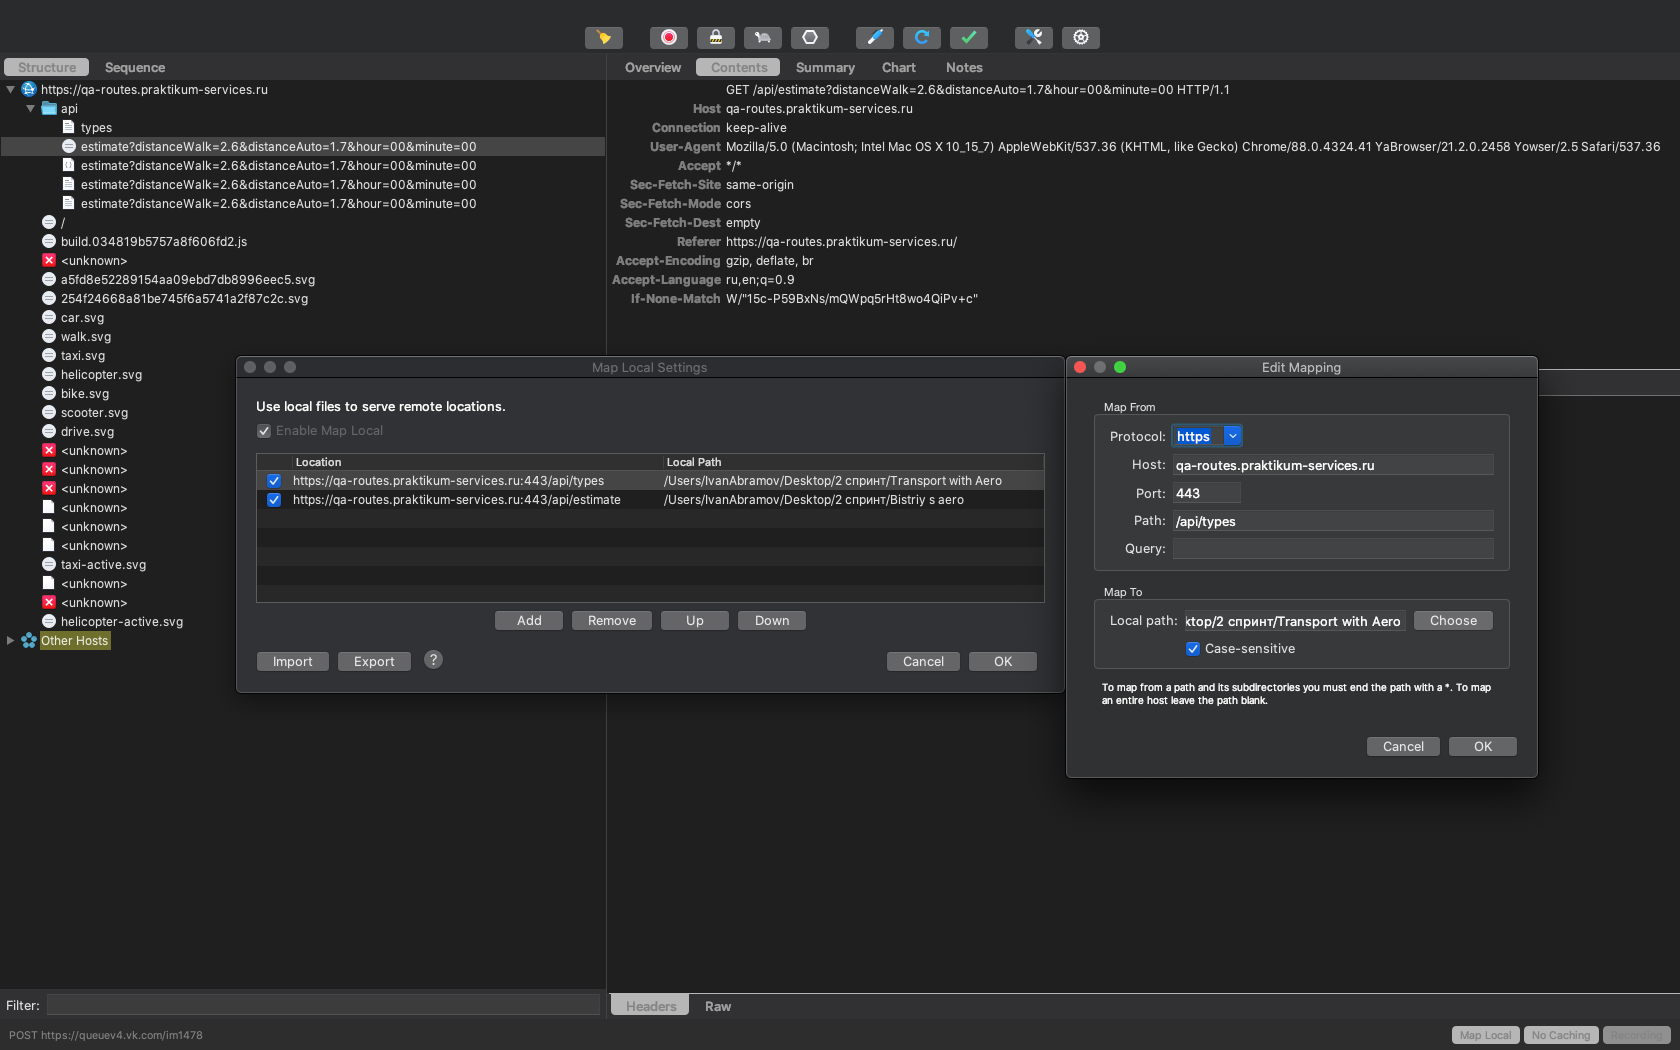 Structure
Sequence
https://qa-routes.praktikum-services.ru
api
types
estimate?distanceWalk=2.6&distanceAuto=1.7&hour=00&minute=00
estimate?distanceWalk=2.6&distanceAuto=1.7&hour=00&minute=00
estimate?distanceWalk=2.6&distanceAuto=1.7&hour=00&minute=00
estimate?distanceWalk=2.6&distanceAuto=1.7&hour=00&minute=00
/
build.034819b5757a8f606fd2.js
<unknown>
a5fd8e52289154aa09ebd7db8996eec5.svg
254f24668a81be745f6a5741a2f87c2c.svg
car.svg
walk.svg
taxi.svg
helicopter.svg
bike.svg
scooter.svg
drive.svg
<unknown>
<unknown>
<unknown>
<unknown>
<unknown>
<unknown>
taxi-active.svg
<unknown>
<unknown>
helicopter-active.svg
Other Hosts
Filter:
POST https://queuev4.vk.com/im1478
Overview
Contents
Summary
Chart
Notes
GET /api/estimate?distanceWalk=2.6&distanceAuto=1.7&hour=00&minute=00 HTTP/1.1
Host qa-routes.praktikum-services.ru
Connection keep-alive
User-Agent Mozilla/5.0 (Macintosh; Intel Mac OS X 10_15_7) AppleWebKit/537.36 (KHTML, like Gecko) Chrome/88.0.4324.41 YaBrowser/21.2.0.2458 Yowser/2.5 Safari/537.36
Accept */*
Sec-Fetch-Site same-origin
Sec-Fetch-Mode cors
Sec-Fetch-Dest empty
Referer https://qa-routes.praktikum-services.ru/
Accept-Encoding gzip, deflate, br
Accept-Language ru,en;q=0.9
If-None-Match W/"15c-P59BxNs/mQWpq5rHt8wo4QiPv+c"
Map Local Settings
Use local files to serve remote locations.
Enable Map Local
Location
Local Path
https://qa-routes.praktikum-services.ru:443/api/types
/Users/IvanAbramov/Desktop/2 спринт/Transport with Aero
https://qa-routes.praktikum-services.ru:443/api/estimate
/Users/IvanAbramov/Desktop/2 спринт/Bistriy s aero
Add
Remove
Up
Down
Import
Export
?
Cancel
OK
Edit Mapping
Map From
Protocol: https
Host: qa-routes.praktikum-services.ru
Port: 443
Path: /api/types
Query:
Map To
Local path: ktop/2 спринт/Transport with Aero
Choose
Case-sensitive
To map from a path and its subdirectories you must end the path with a *. To map
an entire host leave the path blank.
Cancel
OK
Headers
Raw
Map Local
No Caching
Recording